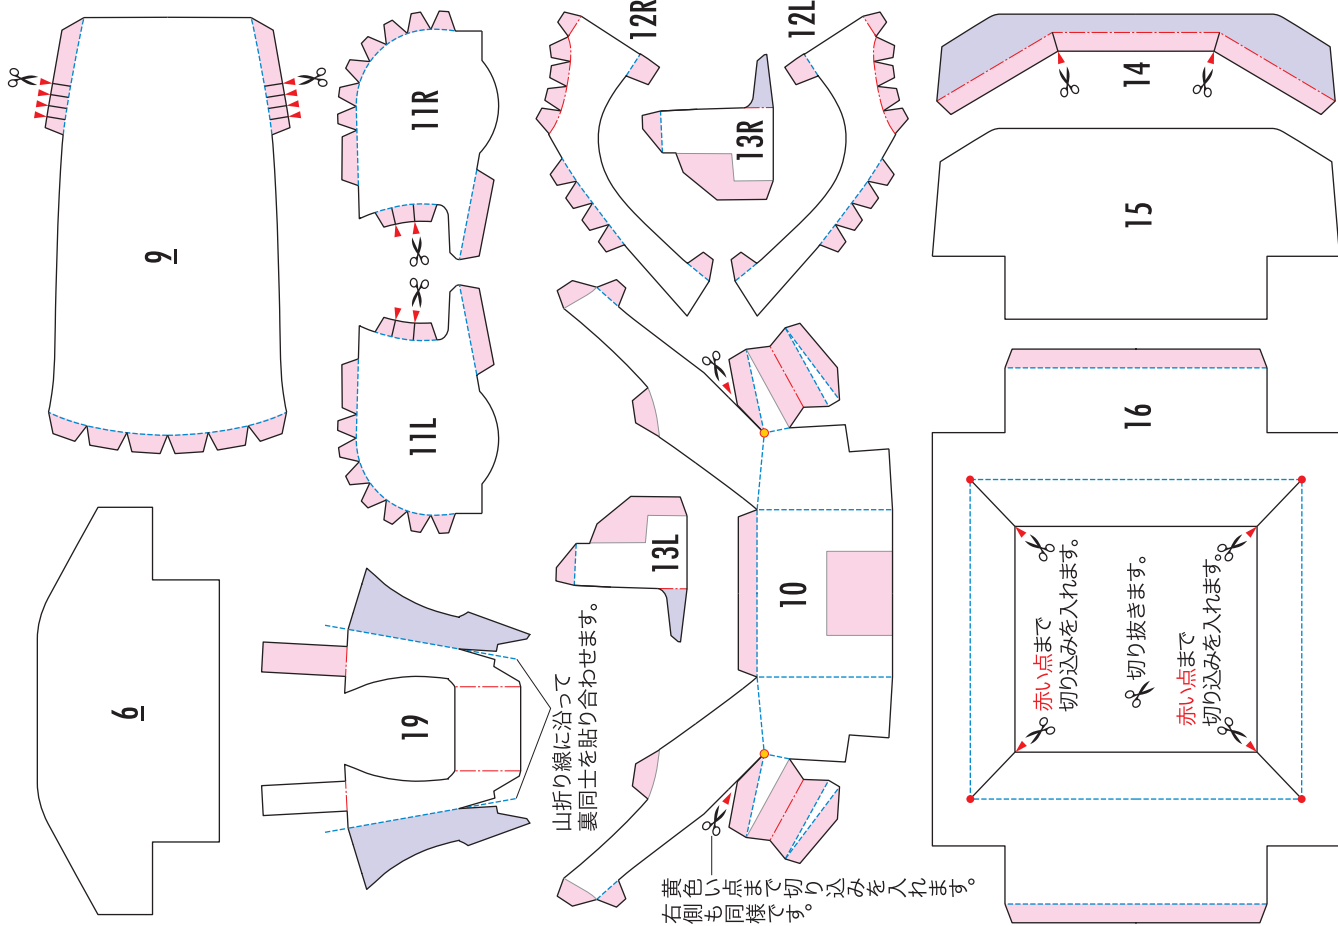 9
11R
11L
6
19
山折り線に沿って
裏同士を貼り合わせます。
12R
12L
13R
13L
10
黄色い点まで切り込みを入れます。
右側も同様です。
14
15
16
赤い点まで
切り込みを入れます。
切り抜きます。
赤い点まで
切り込みを入れます。